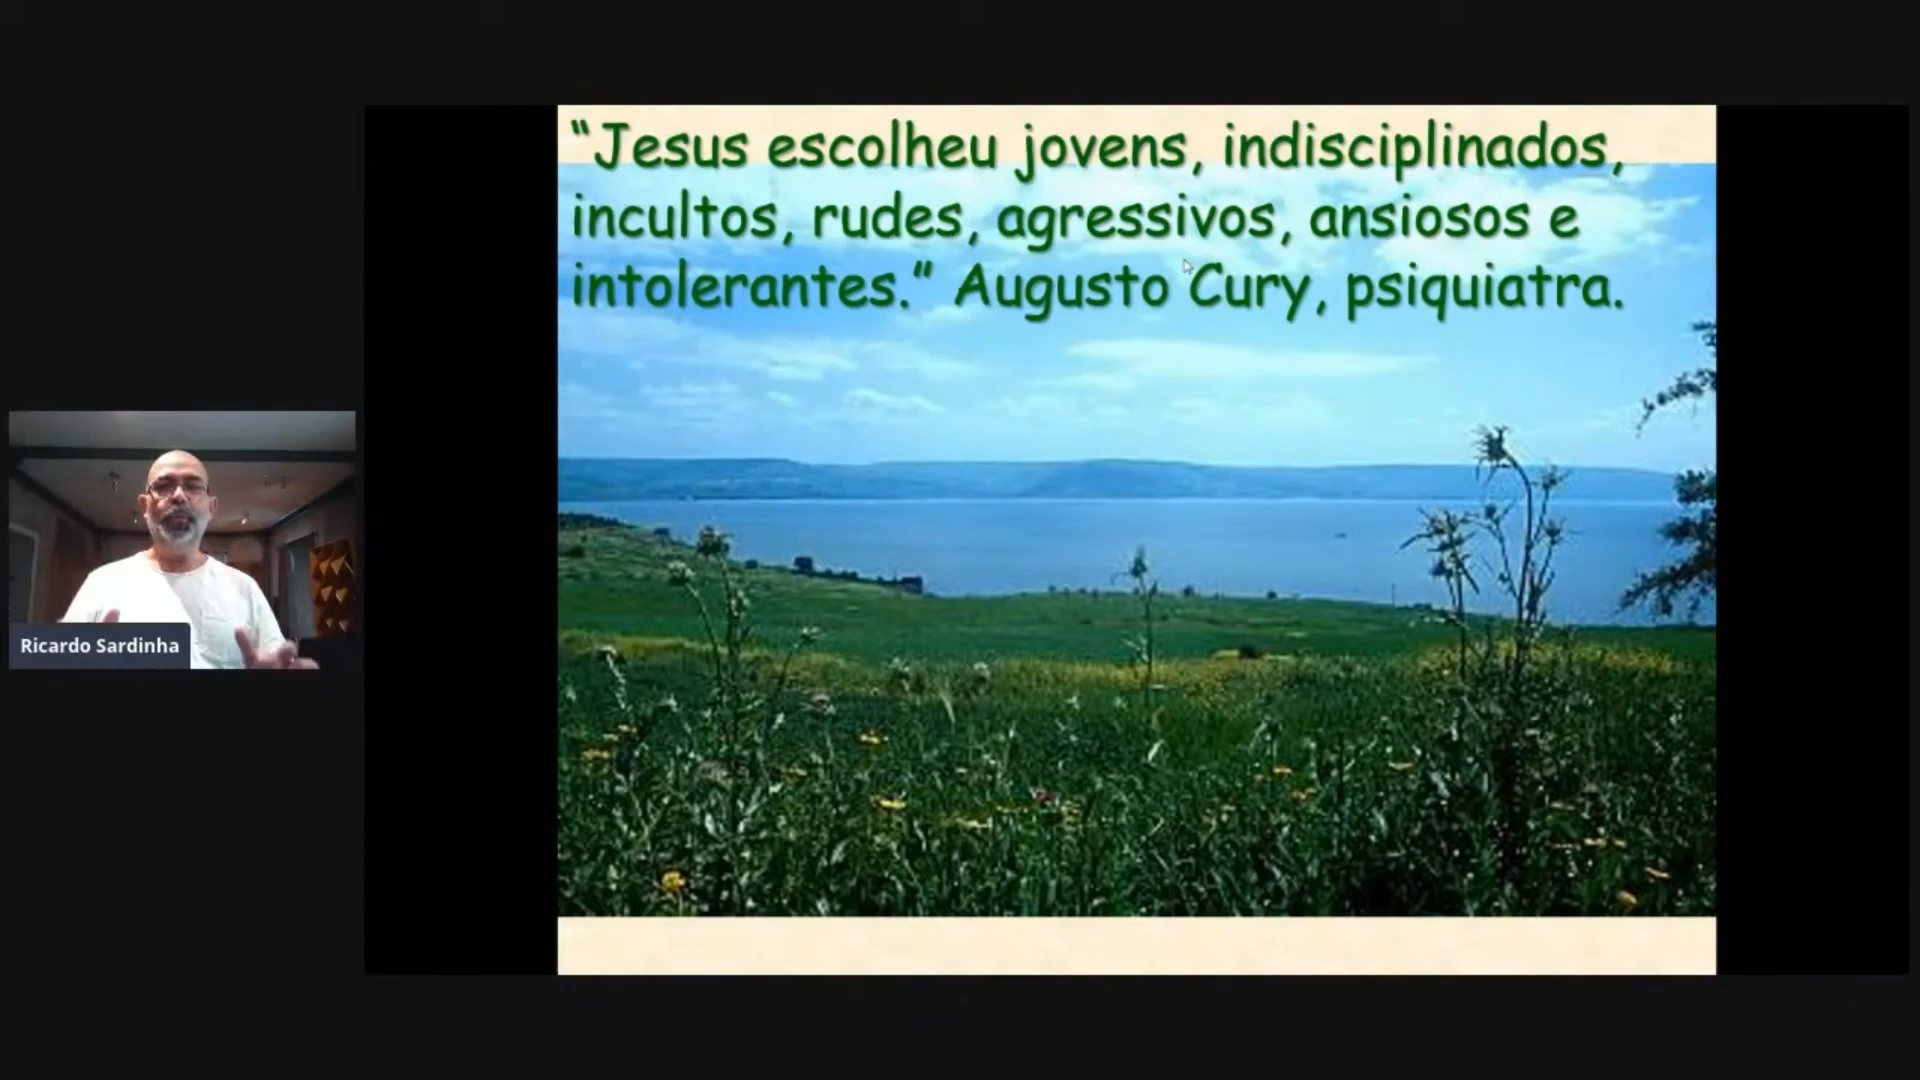 “Jesus escolheu jovens, indisciplinados,
incultos, rudes, agressivos, ansiosos e
intolerantes.” Augusto Cury, psiquiatra.
Ricardo Sardinha